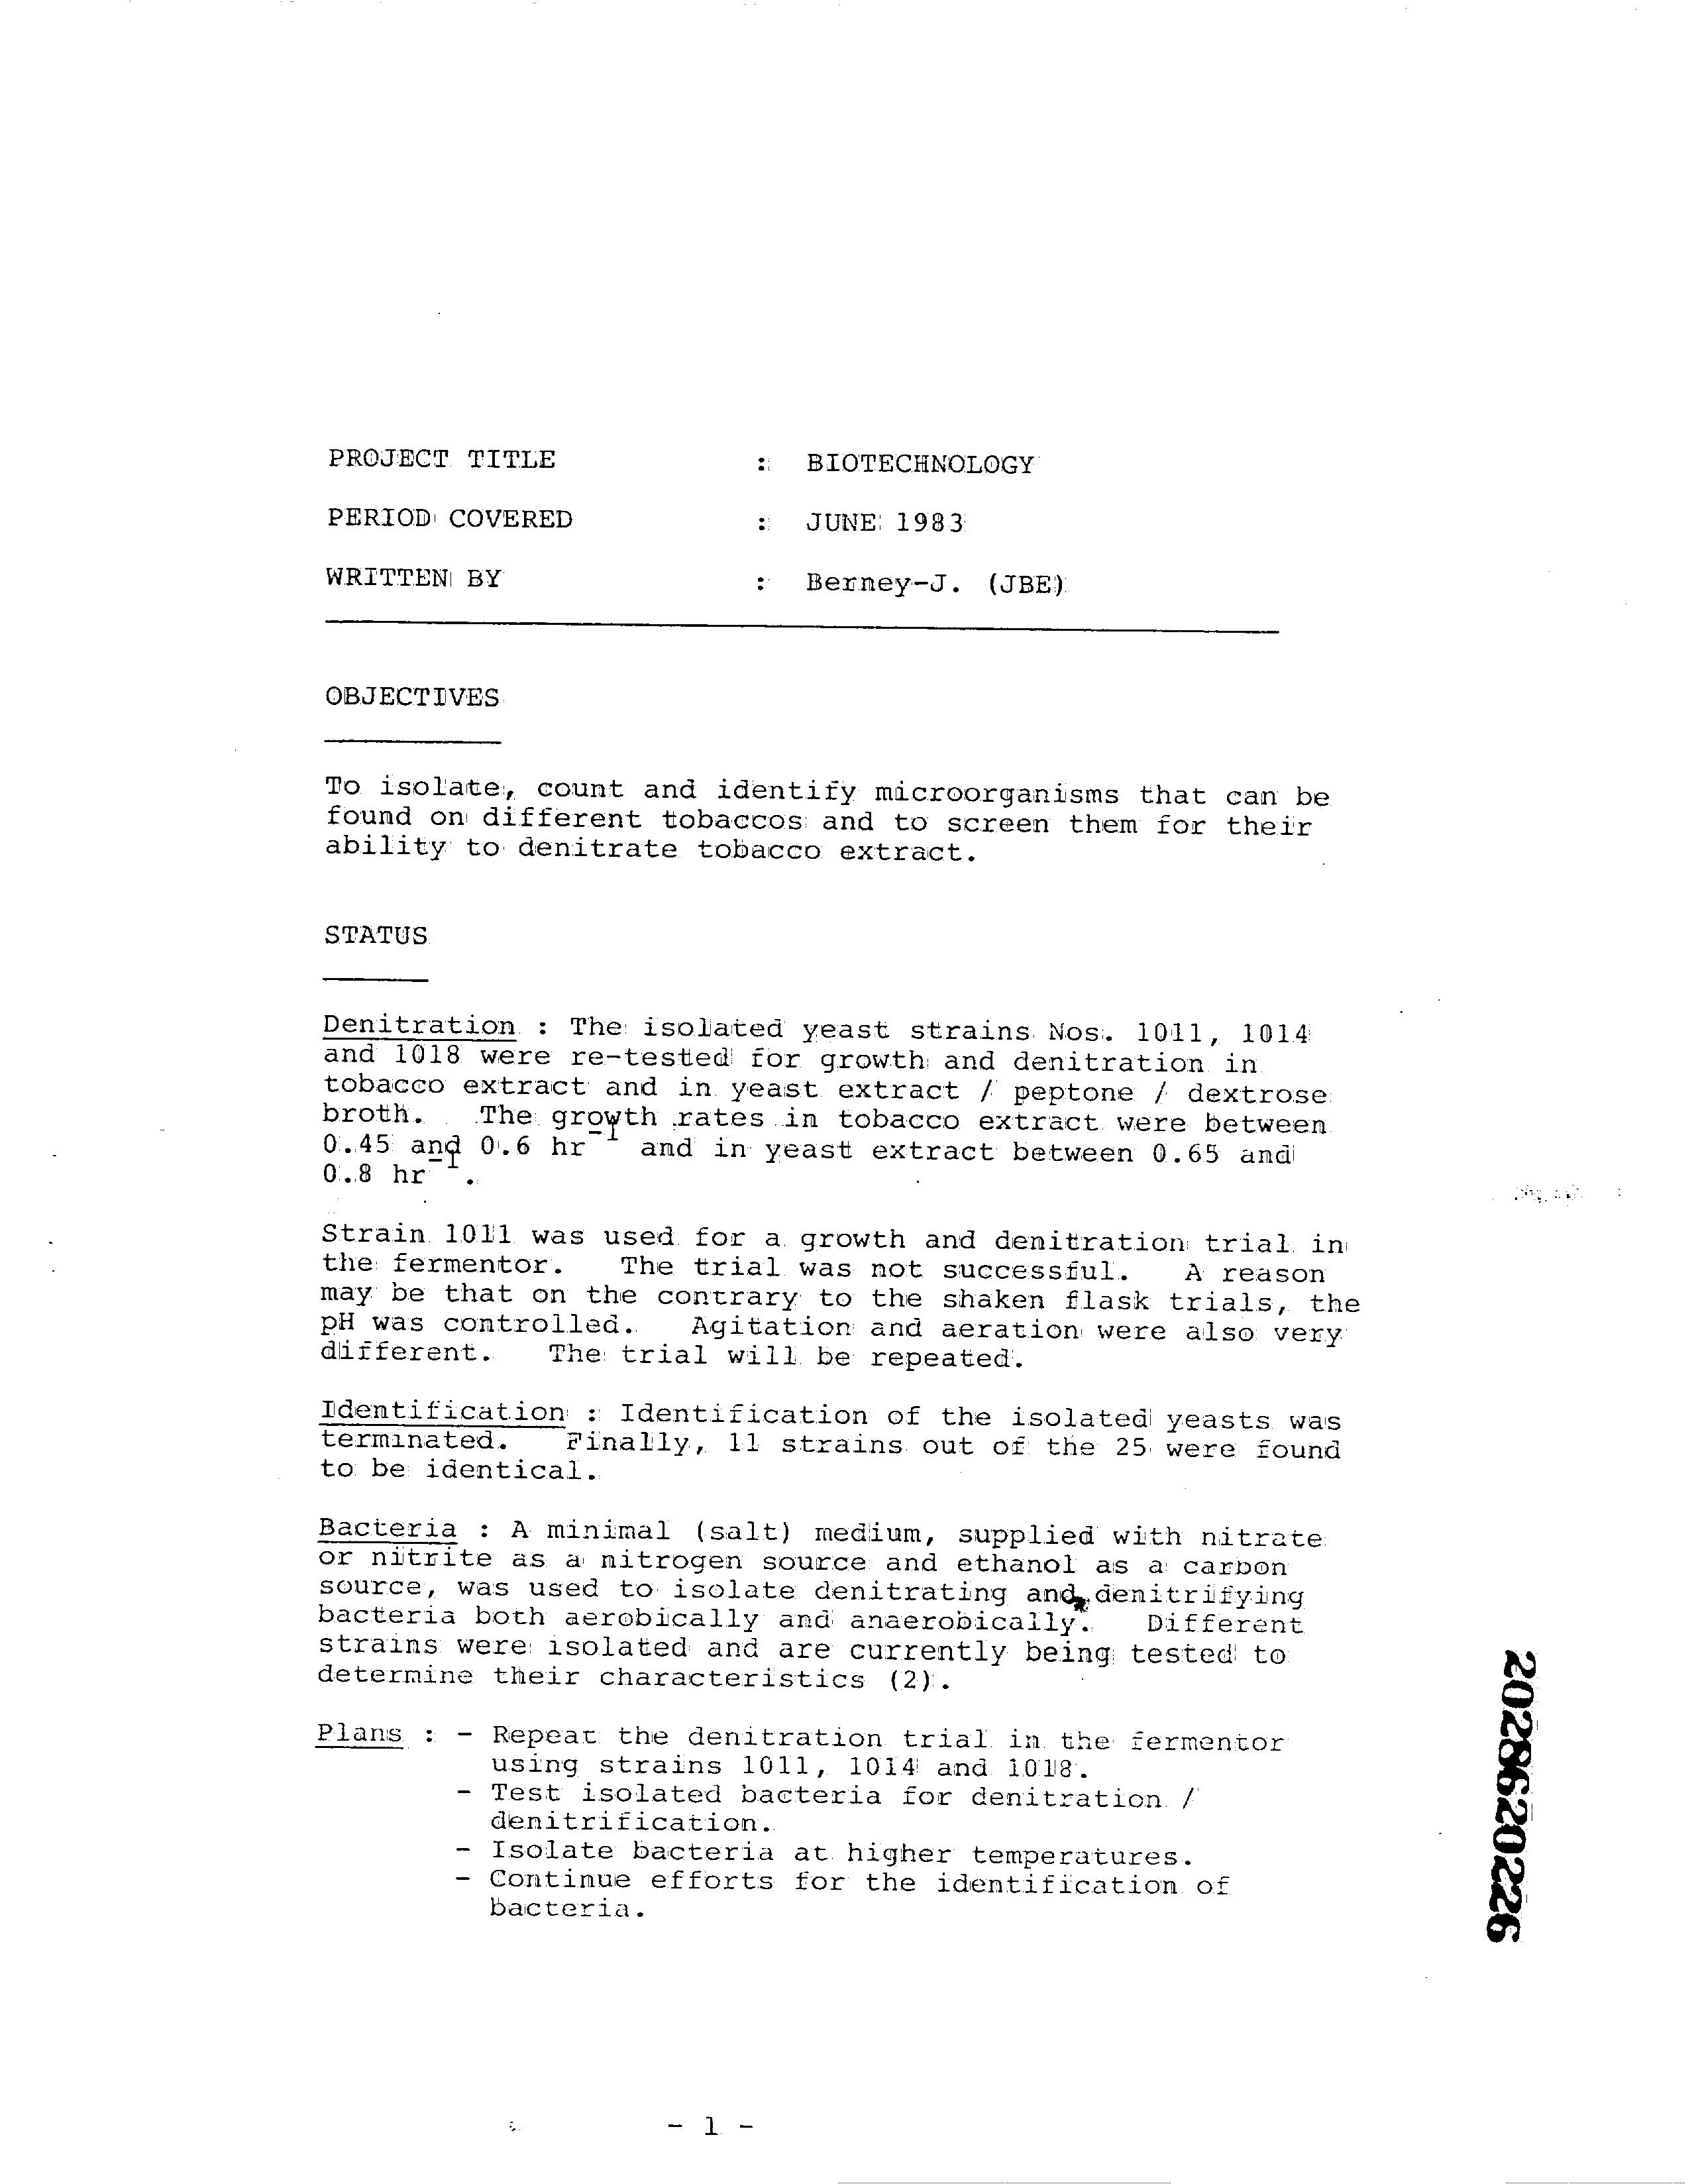 PROJECT TITLE : BIOTECHNOLOGY
PERIOD COVERED : JUNE 1983
WRITTEN BY : Berney-J. (JBE)
OBJECTIVES
To isolate, count and identify microorganisms that can be
found on different tobaccos and to screen them for their
ability to denitrate tobacco extract.
STATUS
Denitration : The isolated yeast strains Nos. 1011, 1014
and 1018 were re-tested for growth and denitration in
tobacco extract and in yeast extract / peptone / dextrose
broth. The growth rates in tobacco extract were between
0.45 and 0.6 hr⁻¹ and in yeast extract between 0.65 and
0.8 hr⁻¹.
Strain 1011 was used for a growth and denitration trial in
the fermentor. The trial was not successful. A reason
may be that on the contrary to the shaken flask trials, the
pH was controlled. Agitation and aeration were also very
different. The trial will be repeated.
Identification : Identification of the isolated yeasts was
terminated. Finally, 11 strains out of the 25 were found
to be identical.
Bacteria : A minimal (salt) medium, supplied with nitrate
or nitrite as a nitrogen source and ethanol as a carbon
source, was used to isolate denitrating and denitrifying
bacteria both aerobically and anaerobically. Different
strains were isolated and are currently being tested to
determine their characteristics (2).
Plans : - Repeat the denitration trial in the fermentor
using strains 1011, 1014 and 1018.
- Test isolated bacteria for denitration /
denitrification.
- Isolate bacteria at higher temperatures.
- Continue efforts for the identification of
bacteria.
2028620226
- 1 -